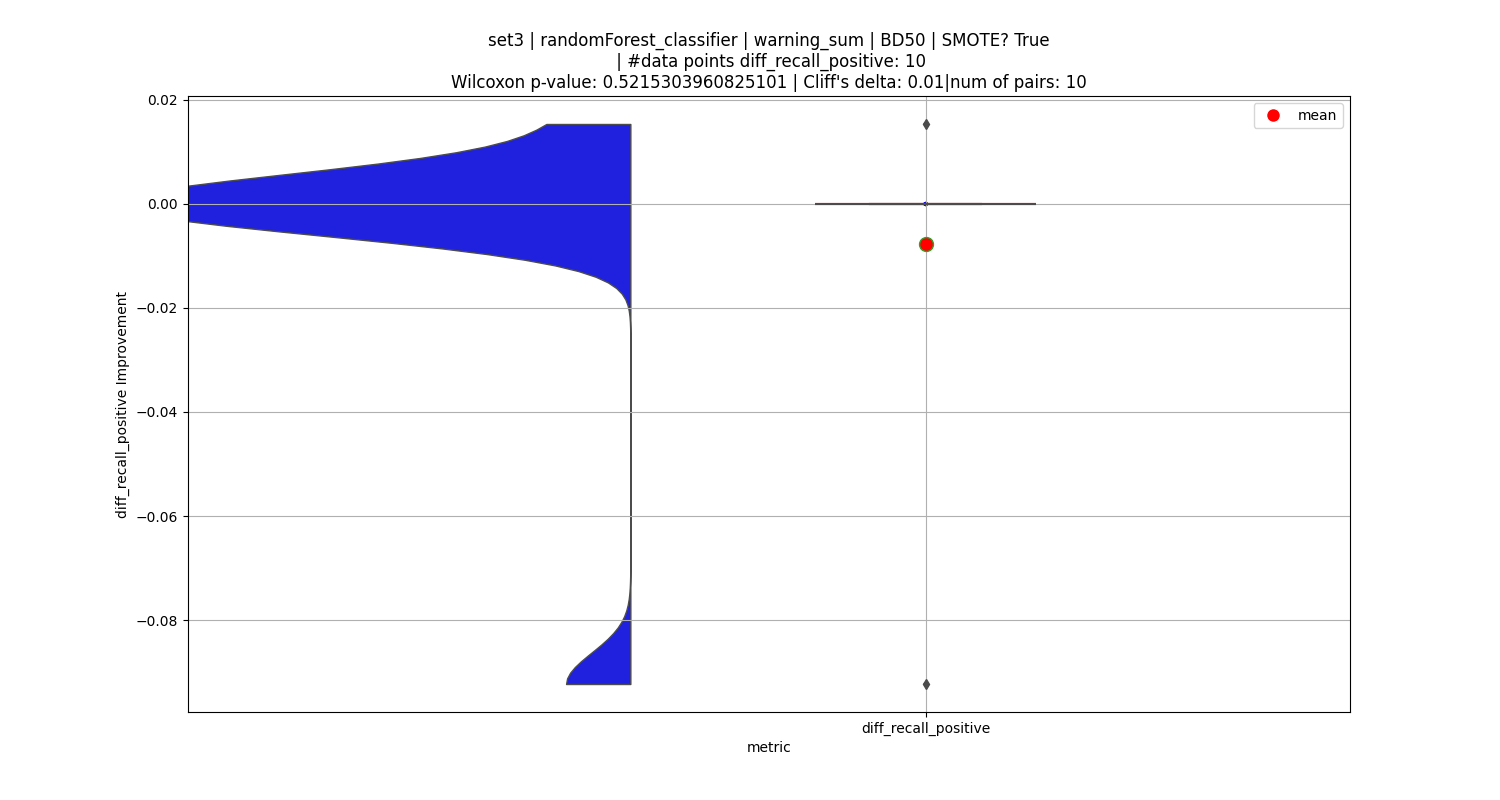 set3 | randomForest_classifier | warning_sum | BD50 | SMOTE? True
| #data points diff_recall_positive: 10
Wilcoxon p-value: 0.5215303960825101 | Cliff's delta: 0.01|num of pairs: 10
mean
0.02
0.00
−0.02
−0.04
−0.06
−0.08
diff_recall_positive Improvement
diff_recall_positive
metric